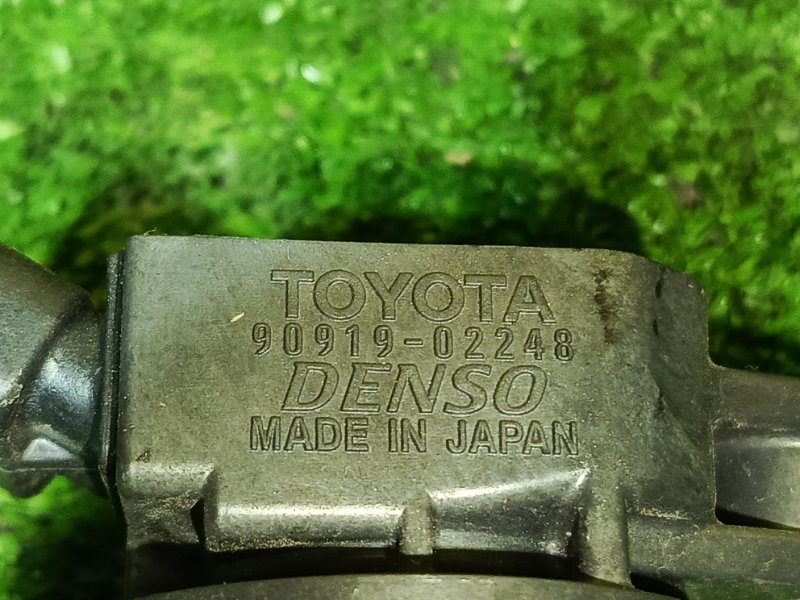 TOYOTA
90919-02248
DENSO
MADE IN JAPAN